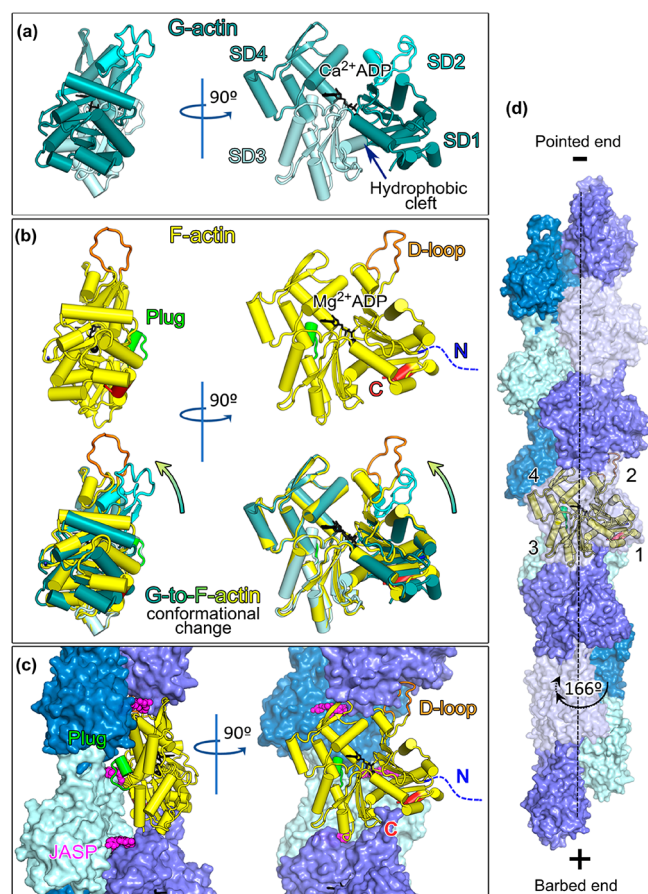 (a)
G-actin
SD4
Ca2+ADP
SD2
90º
SD3
SD1
Hydrophobic
cleft
(b)
F-actin
D-loop
Plug
Mg2+ADP
N
C
90º
G-to-F-actin
conformational
change
(c)
90º
D-loop
Plug
N
JASP
C
(d)
Pointed end
-
4
2
3
1
166º
+
Barbed end